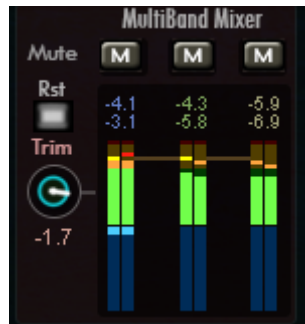 MultiBand Mixer
Mute M M M
Rst
-4.1 -4.3 -5.9
-3.1 -5.8 -6.9
Trim
-1.7